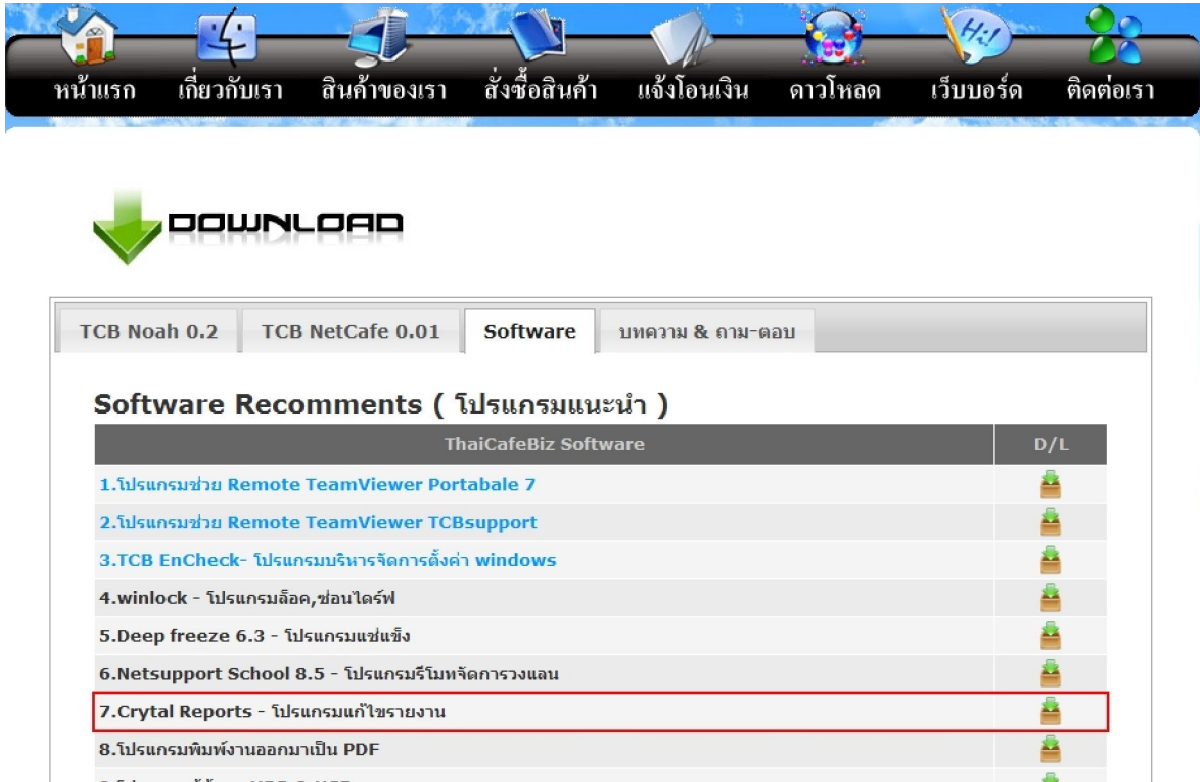 Hi!
หน้าแรก เกี่ยวกับเรา สินค้าของเรา สั่งซื้อสินค้า แจ้งโอนเงิน ดาวโหลด เว็บบอร์ด ติดต่อเรา
DOWNLOAD
TCB Noah 0.2 TCB NetCafe 0.01 Software บทความ & ถาม-ตอบ
Software Recomments ( โปรแกรมแนะนำ )
ThaiCafeBiz Software D/L
1.โปรแกรมช่วย Remote TeamViewer Portabale 7
2.โปรแกรมช่วย Remote TeamViewer TCBsupport
3.TCB EnCheck- โปรแกรมบริหารจัดการตั้งค่า windows
4.winlock - โปรแกรมล็อค,ซ่อนไดร์ฟ
5.Deep freeze 6.3 - โปรแกรมแช่แข็ง
6.Netsupport School 8.5 - โปรแกรมรีโมทจัดการวงแลน
7.Crytal Reports - โปรแกรมแก้ไขรายงาน
8.โปรแกรมพิมพ์งานออกมาเป็น PDF